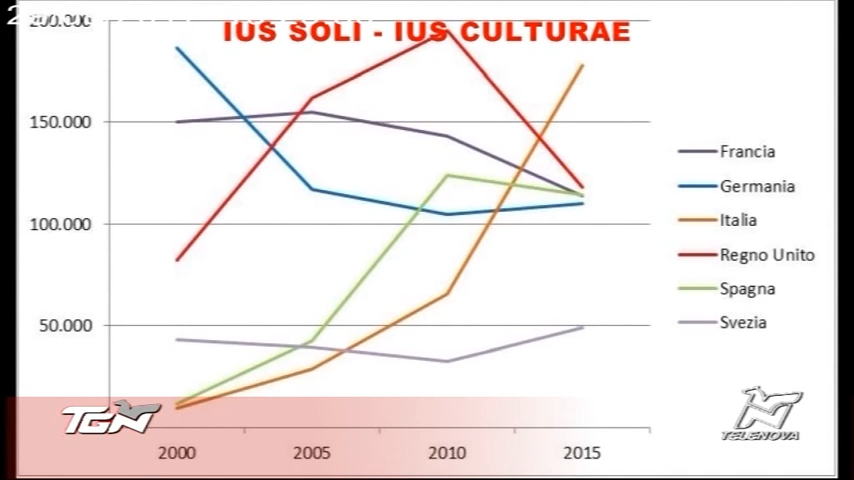 200.000
IUS SOLI - IUS CULTURAE
150.000
100.000
50.000
Francia
Germania
Italia
Regno Unito
Spagna
Svezia
TGN
TELENOVA
2000
2005
2010
2015